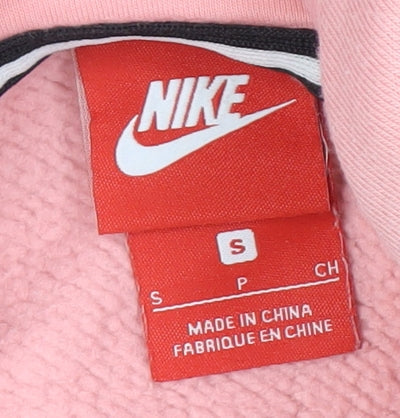 NIKE
S
S P CH
MADE IN CHINA
FABRIQUE EN CHINE